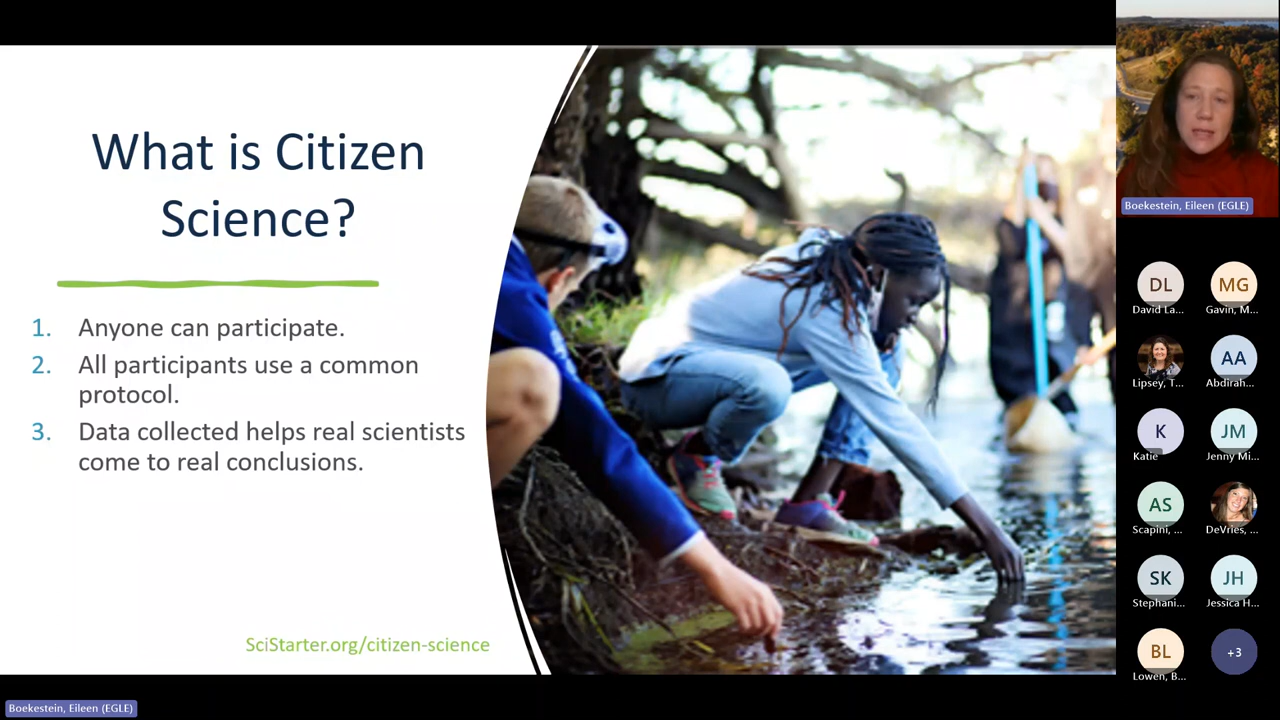 What is Citizen
Science?
1. Anyone can participate.
2. All participants use a common
protocol.
3. Data collected helps real scientists
come to real conclusions.
SciStarter.org/citizen-science
Boekestein, Eileen (EGLE)
Boekestein, Eileen (EGLE)
DL
David La...
MG
Gavin, M...
Lipsey, T...
AA
Abdirah...
K
Katie
JM
Jenny Mi...
AS
Scapini, ...
DeVries, ...
SK
Stephani...
JH
Jessica H...
BL
Lowen, B...
+3